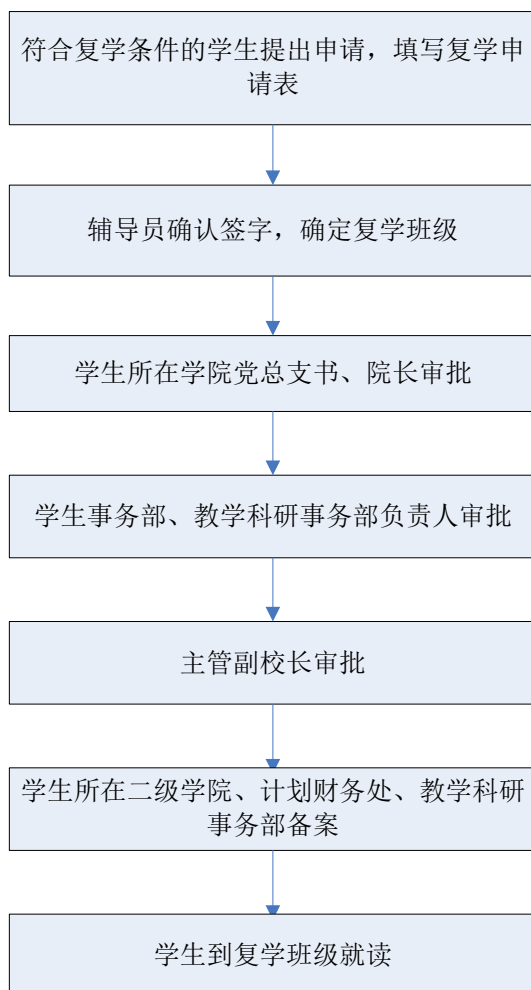 符合复学条件的学生提出申请，填写复学申
请表
辅导员确认签字，确定复学班级
学生所在学院党总支书、院长审批
学生事务部、教学科研事务部负责人审批
主管副校长审批
学生所在二级学院、计划财务处、教学科研
事务部备案
学生到复学班级就读